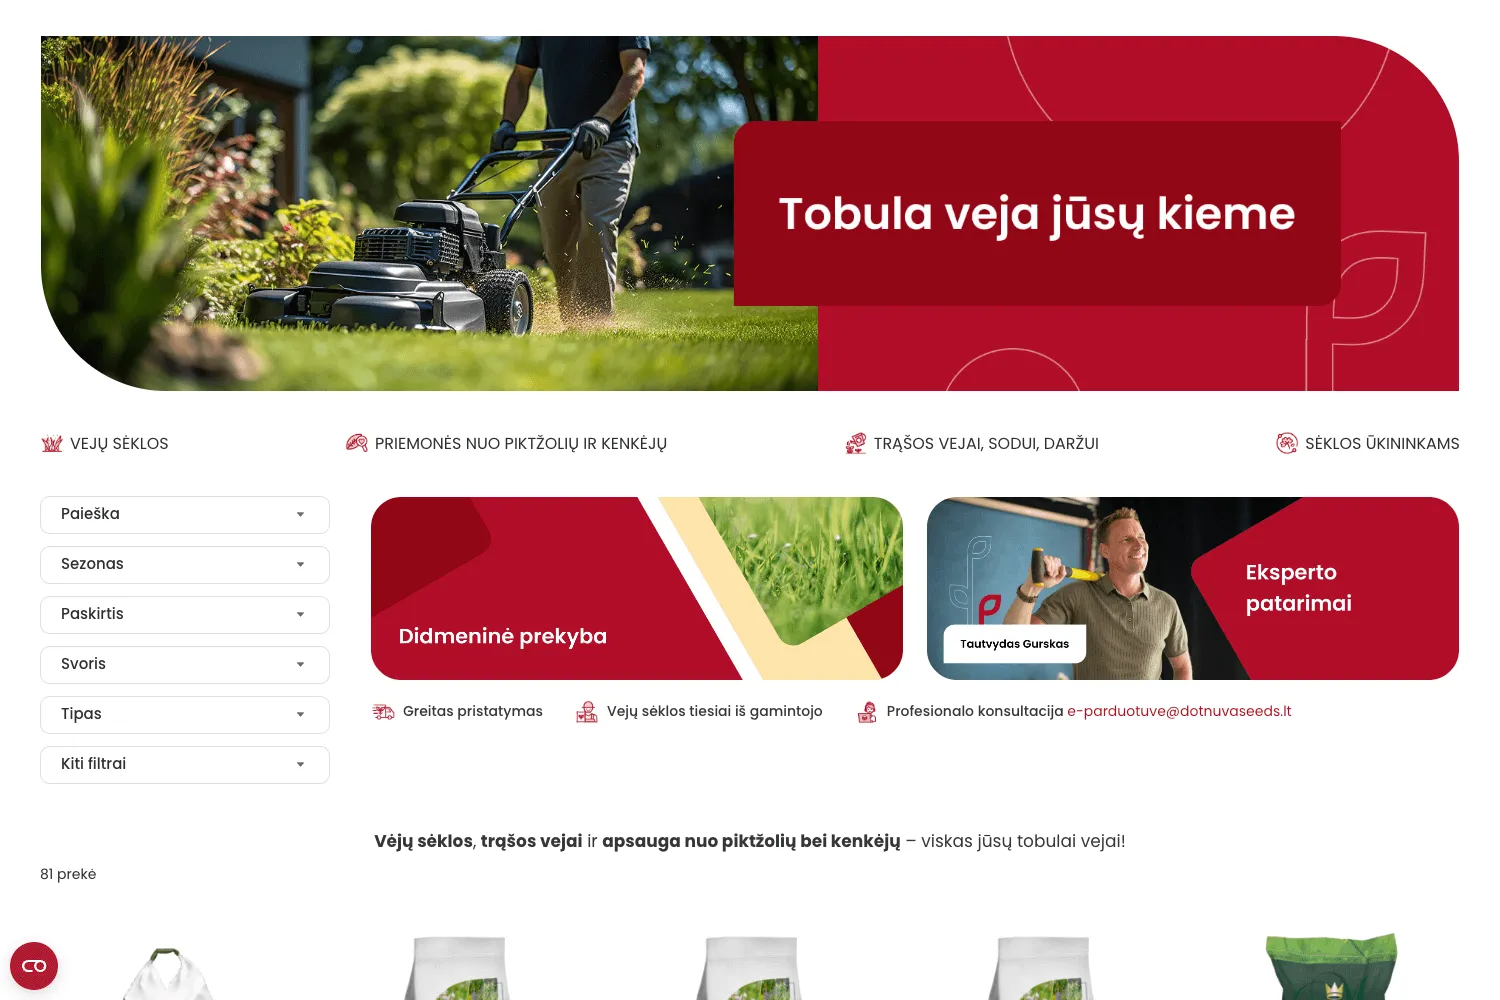 Tobula veja jūsų kieme
VEJŲ SĖKLOS
PRIEMONĖS NUO PIKTŽOLIŲ IR KENKĖJŲ
TRĄŠOS VEJAI, SODUI, DARŽUI
SĖKLOS ŪKININKAMS
Paieška
Sezonas
Paskirtis
Svoris
Tipas
Kiti filtrai
Didmeninė prekyba
Eksperto
patarimai
Tautvydas Gurskas
Greitas pristatymas
Vejų sėklos tiesiai iš gamintojo
Profesionalo konsultacija e-parduotuve@dotnuvaseeds.lt
Vėjų sėklos, trąšos vejai ir apsauga nuo piktžolių bei kenkėjų – viskas jūsų tobulai vejai!
81 prekė